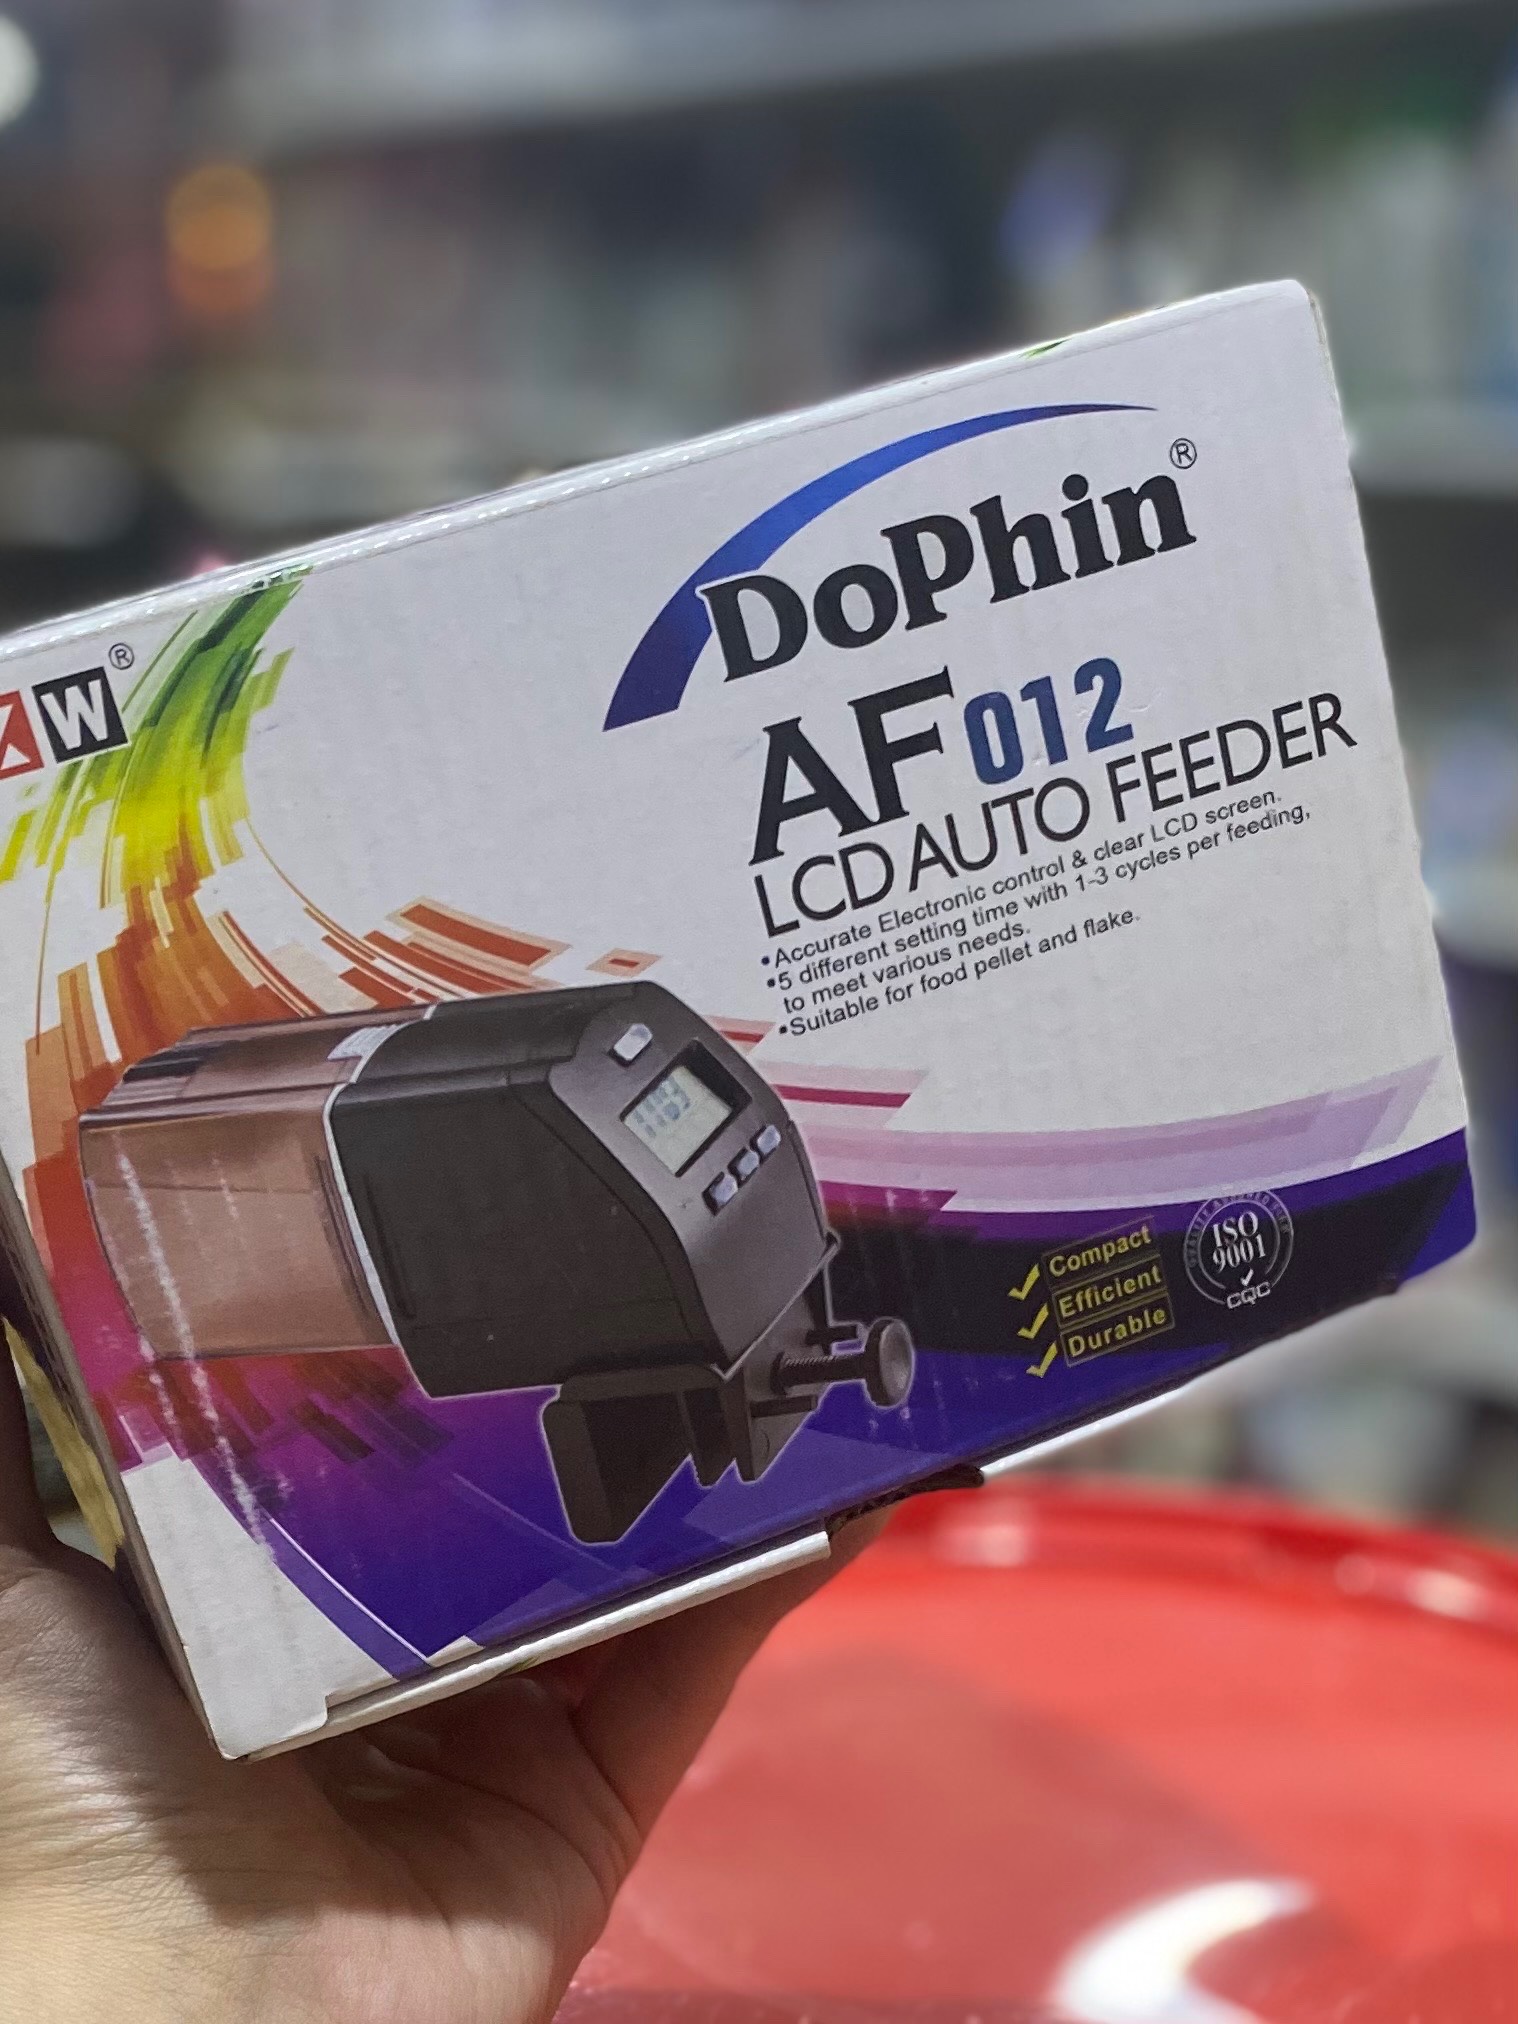 W®
DoPhin®
AF012
LCD AUTO FEEDER
•Accurate Electronic control & clear LCD screen.
•5 different setting time with 1-3 cycles per feeding,
to meet various needs.
•Suitable for food pellet and flake.
Compact
Efficient
Durable
ISO
9001
CQC